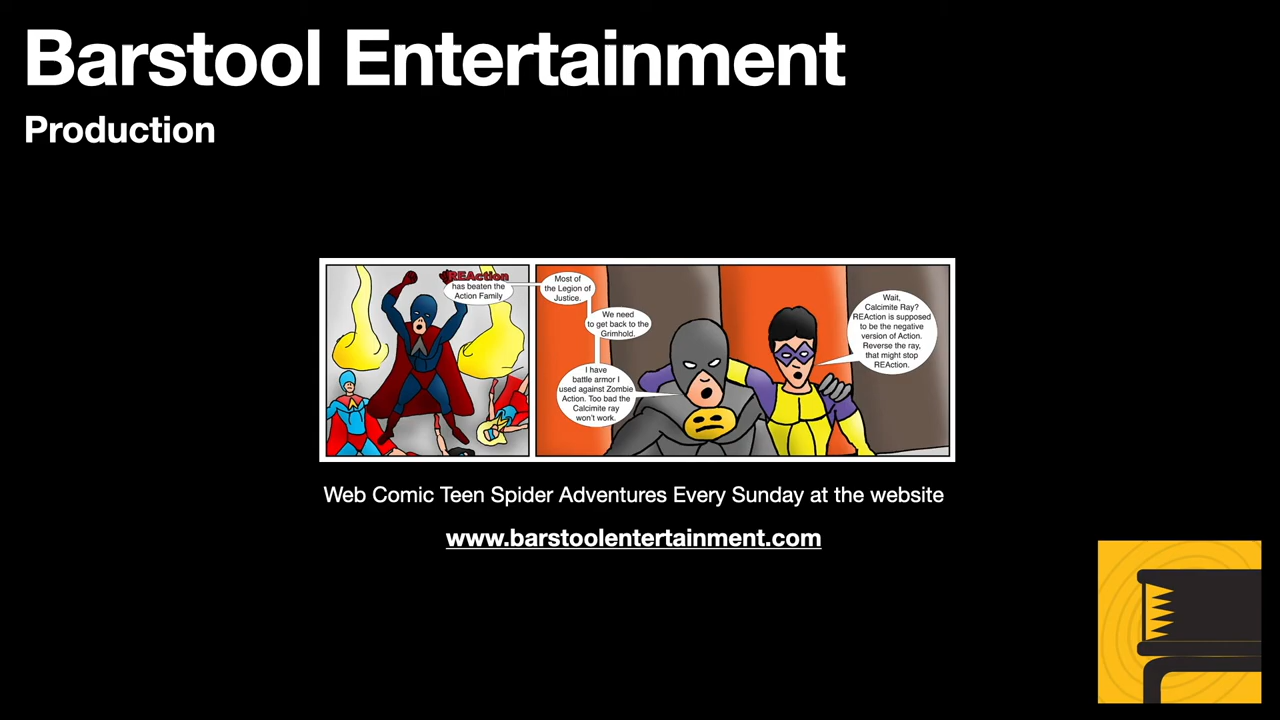 Barstool Entertainment
Production
REAction
has beaten the
Action Family
Most of
the Legion of
Justice.
We need
to get back to the
Grimhold.
I have
battle armor I
used against Zombie
Action. Too bad the
Calcimite ray
won't work.
Wait,
Calcimite Ray?
REAction is supposed
to be the negative
version of Action.
Reverse the ray,
that might stop
REAction.
Web Comic Teen Spider Adventures Every Sunday at the website
www.barstoolentertainment.com